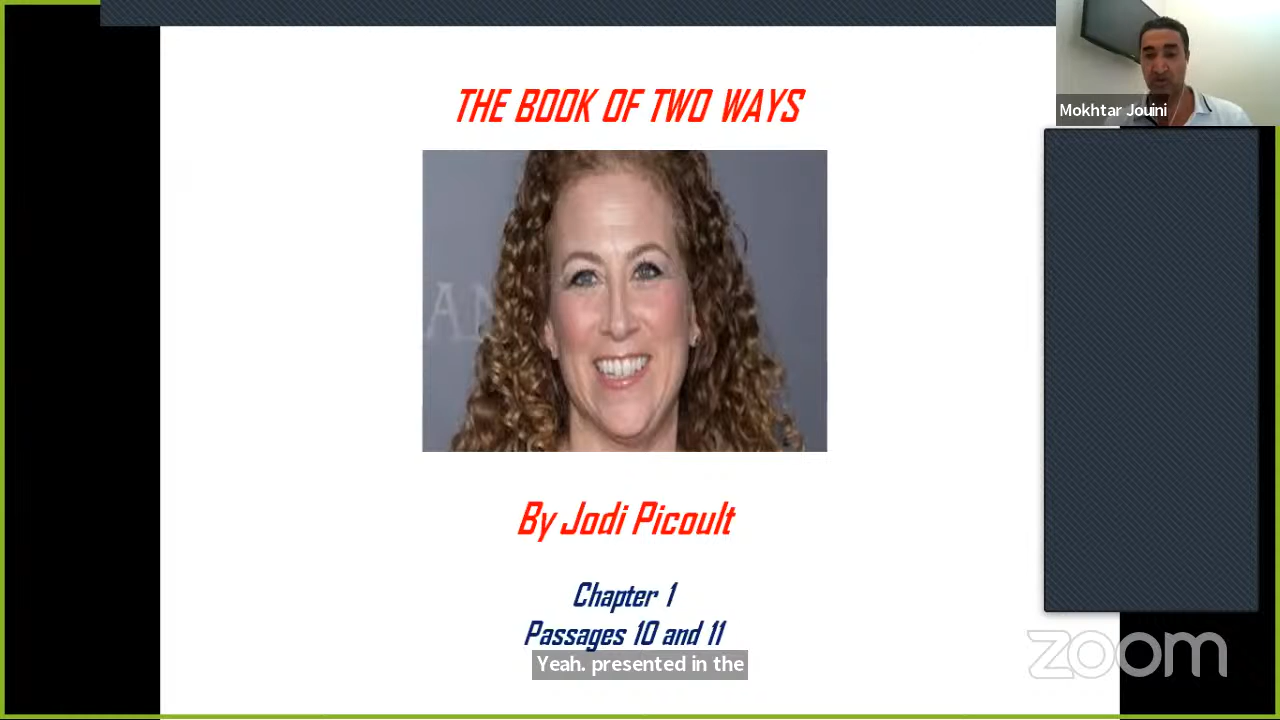 THE BOOK OF TWO WAYS
Mokhtar Jouini
AN
By Jodi Picoult
Chapter 1
Passages 10 and 11
Yeah. presented in the
zoom